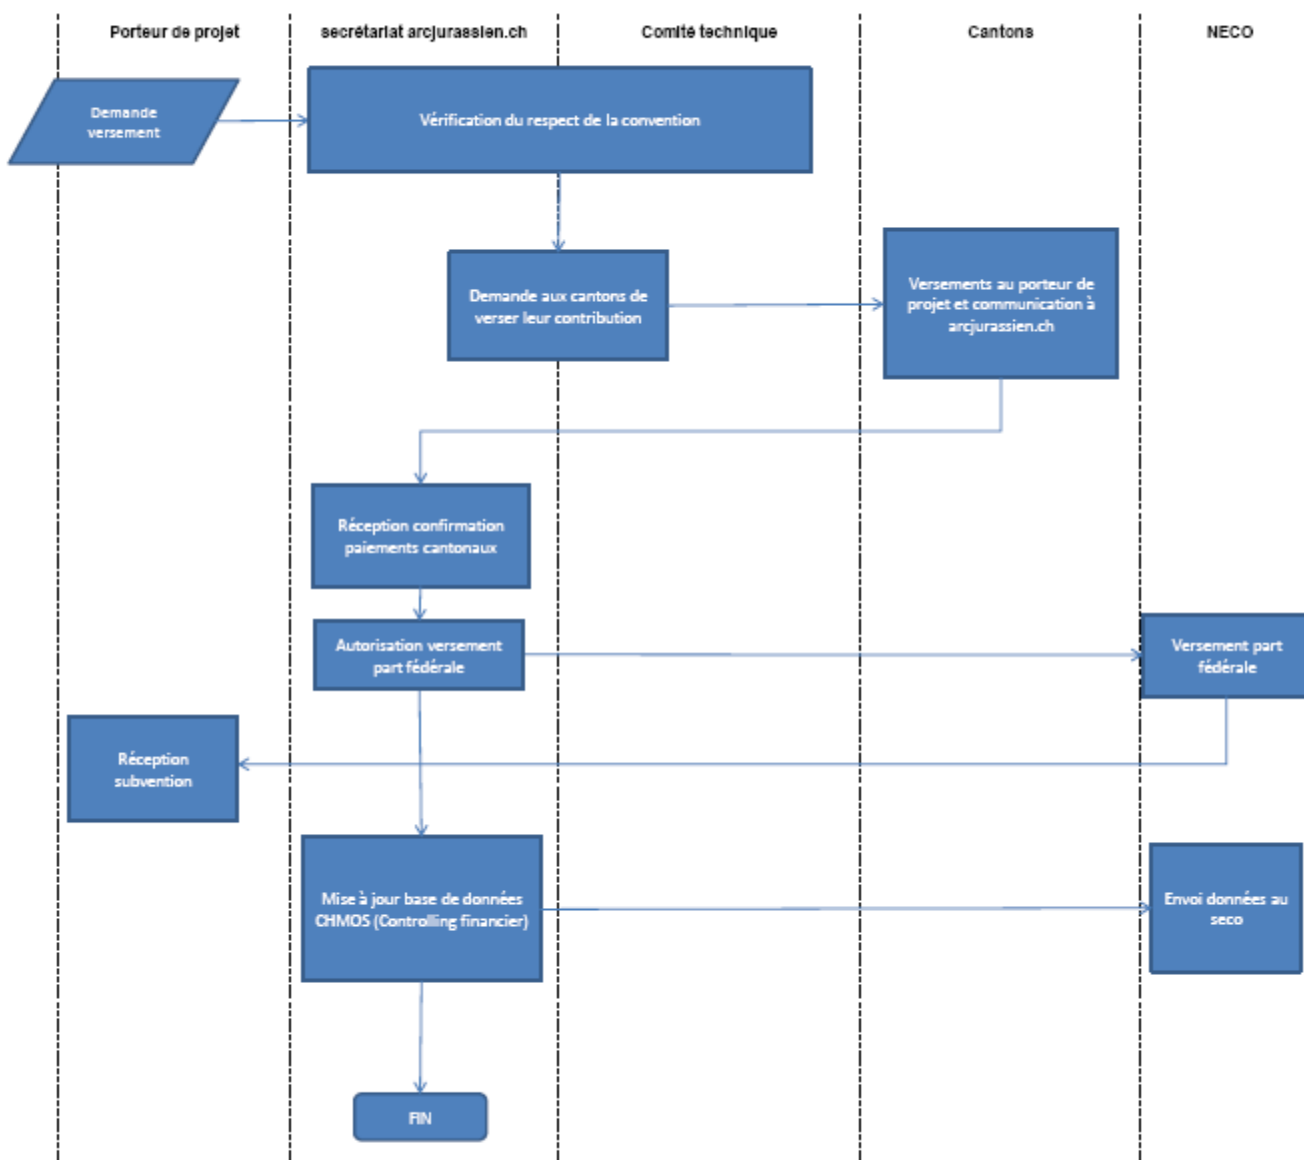 Porteur de projet
secrétariat arcjurassien.ch
Comité technique
Cantons
NECO
Demande
versement
Vérification du respect de la convention
Demande aux cantons de
verser leur contribution
Versements au porteur de
projet et communication à
arcjurassien.ch
Réception confirmation
paiements cantonaux
Autorisation versement
part fédérale
Versement part
fédérale
Réception
subvention
Mise à jour base de données
CHMOS (Controlling financier)
Envoi données au
seco
FIN